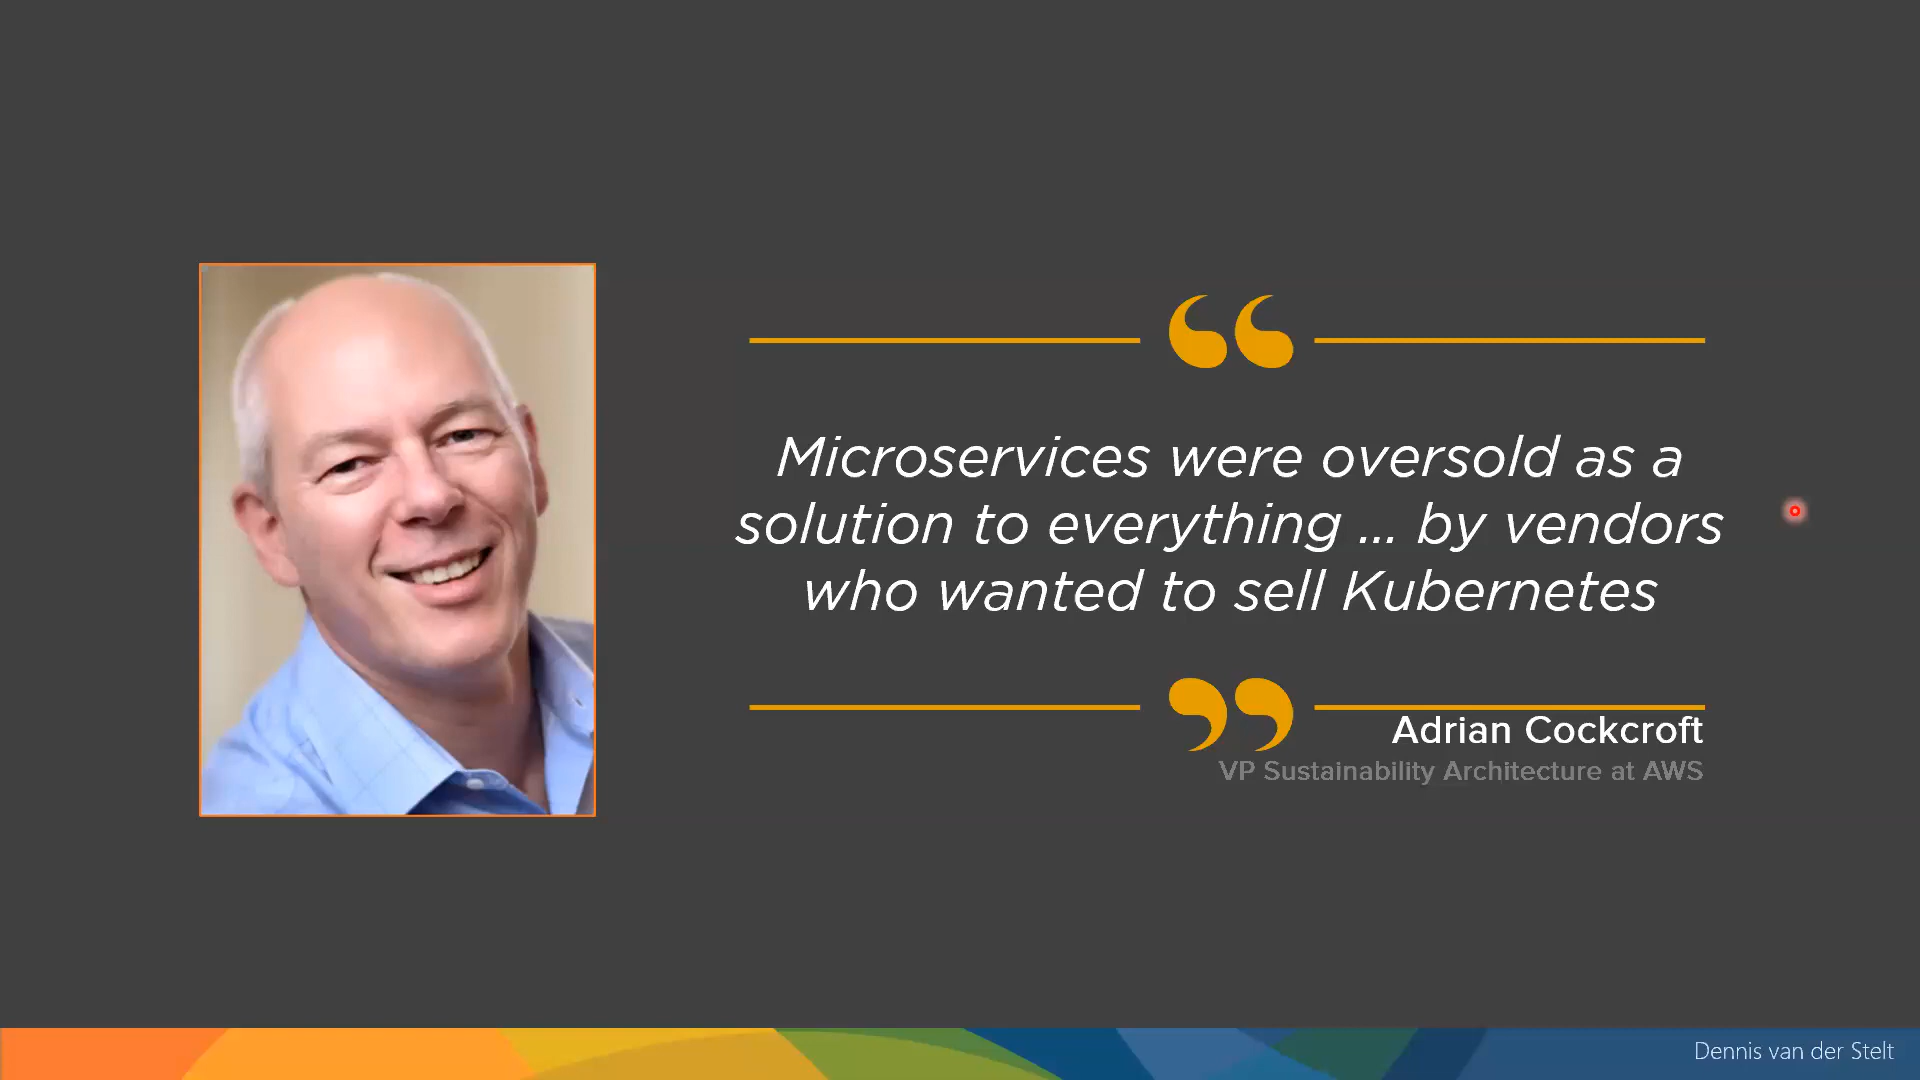 “
Microservices were oversold as a
solution to everything ... by vendors
who wanted to sell Kubernetes
”
Adrian Cockcroft
VP Sustainability Architecture at AWS
Dennis van der Stelt